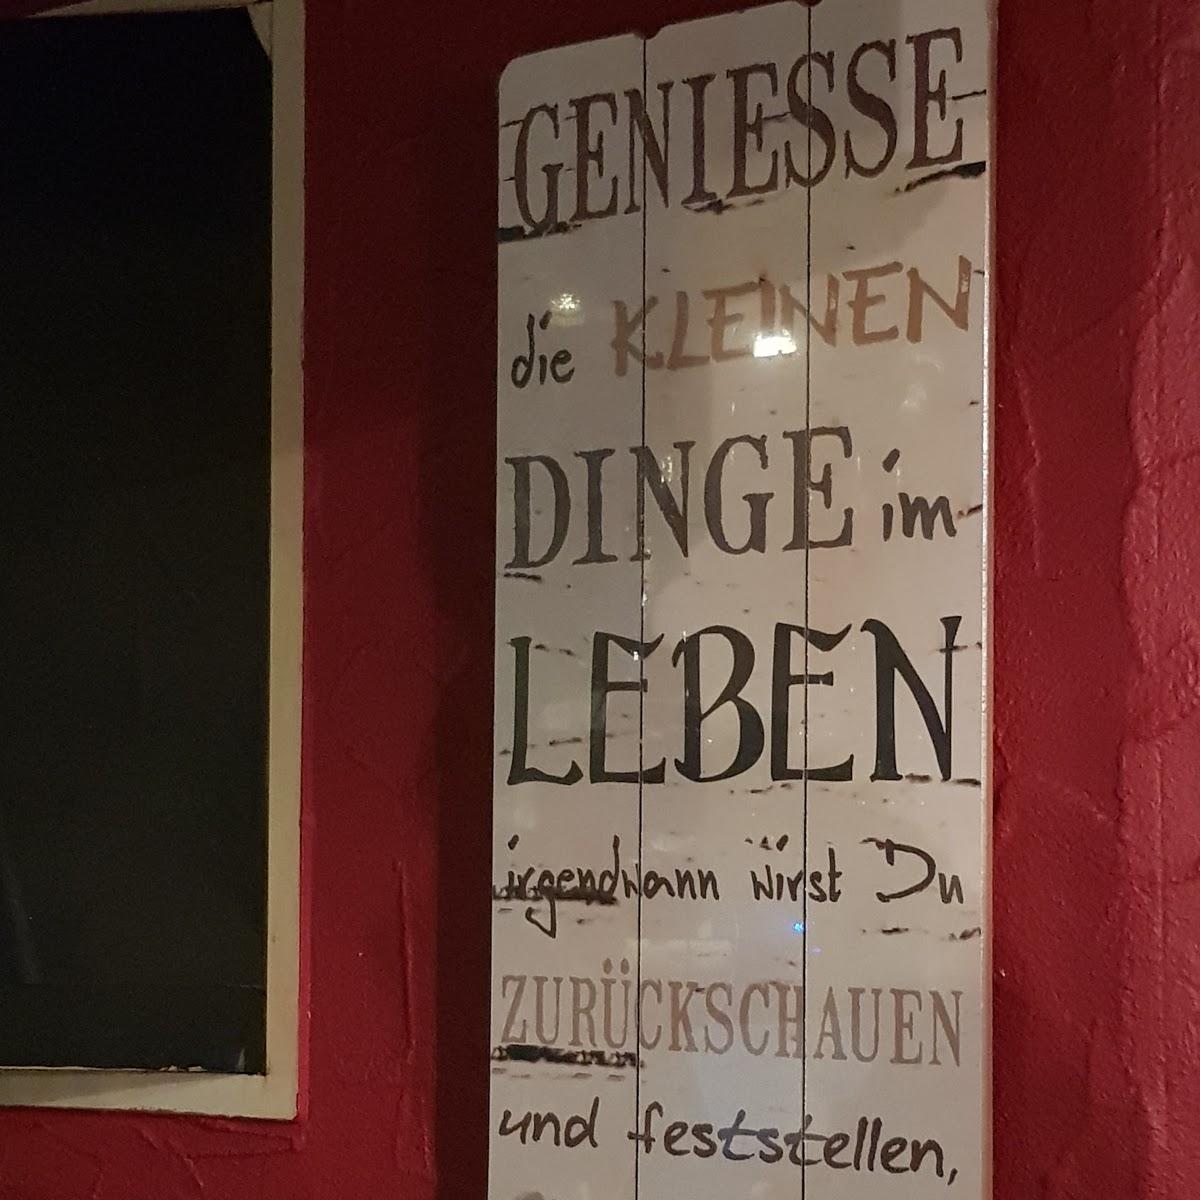 GENIESSE
die KLEINEN
DINGE im
LEBEN
irgendwann wirst Du
ZURÜCKSCHAUEN
und feststellen,